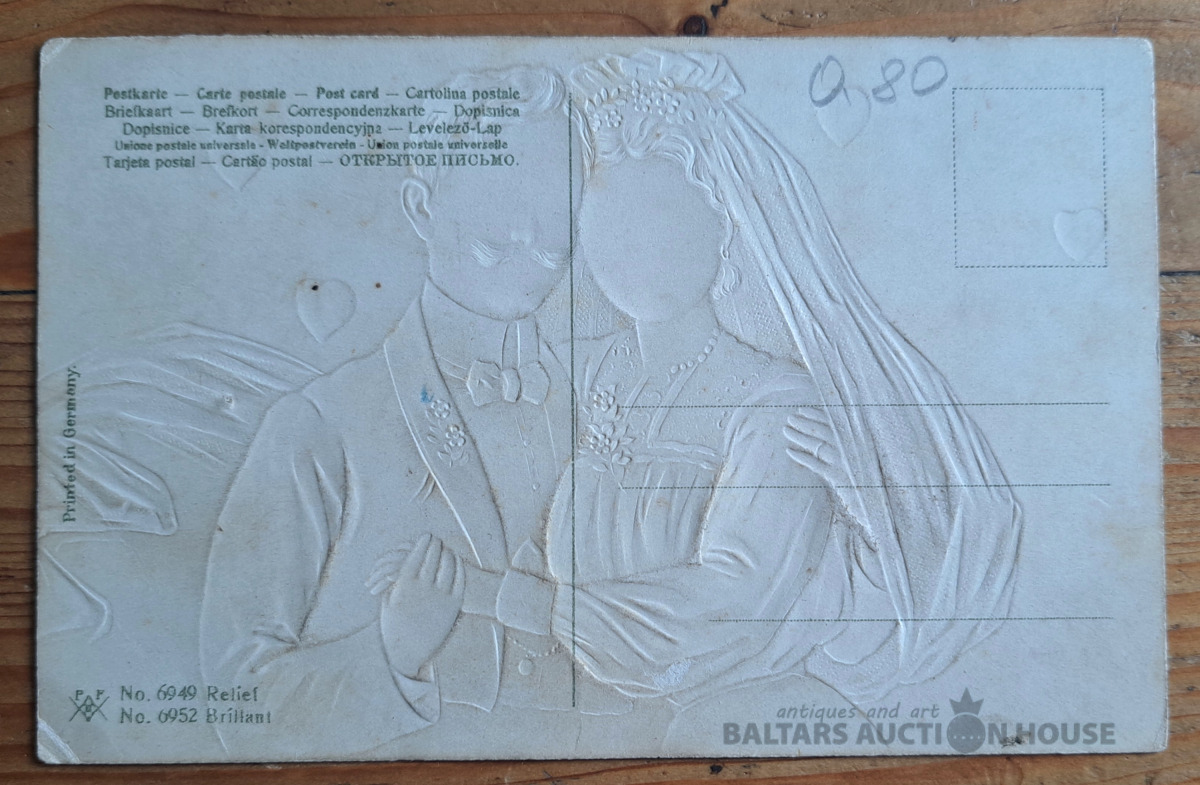 Postkarte — Carte postale — Post card — Cartolina postale
Briefkaart — Brefkort — Correspondenzkarte — Dopisnica
Dopisnice — Karta korespondencyjna — Levelező-Lap
Unione postale universale - Weltpostverein - Union postale universelle
Tarjeta postal — Cartão postal — ОТКРЫТОЕ ПИСЬМО.
0,80
Printed in Germany.
P F B
No. 6949 Relief
No. 6952 Brillant
antiques and art
BALTARS AUCTION HOUSE